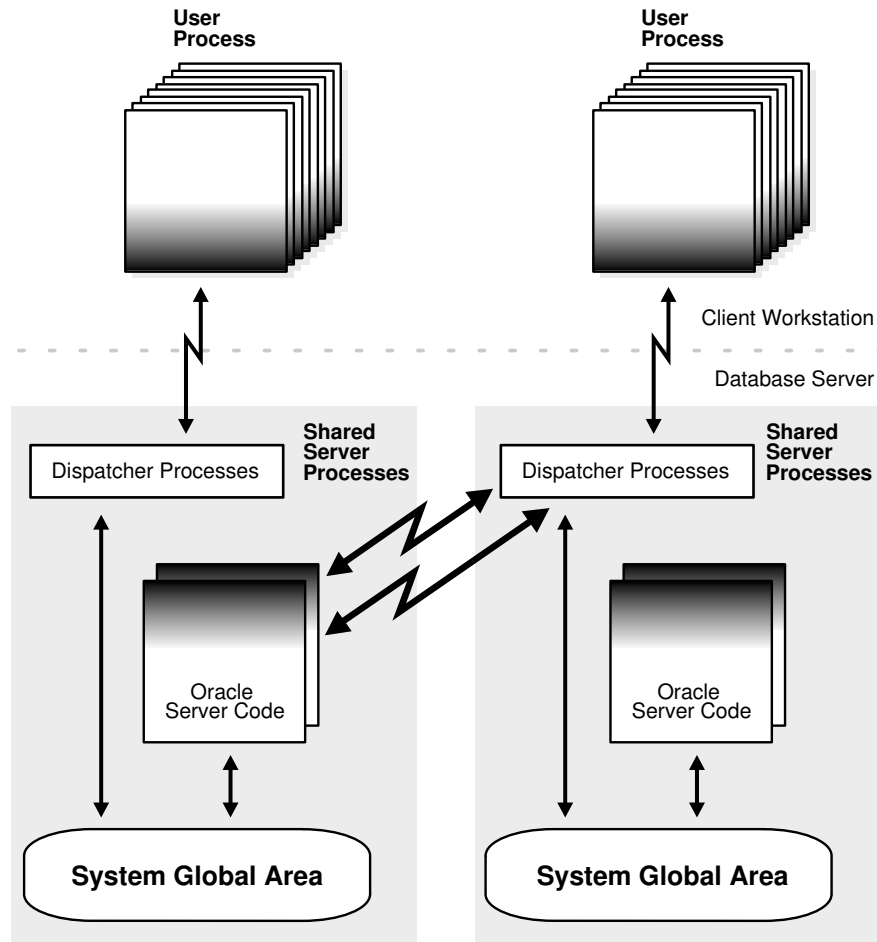 User
Process
User
Process
Client Workstation
Database Server
Shared
Server
Processes
Dispatcher Processes
Shared
Server
Processes
Dispatcher Processes
Oracle
Server Code
Oracle
Server Code
System Global Area
System Global Area